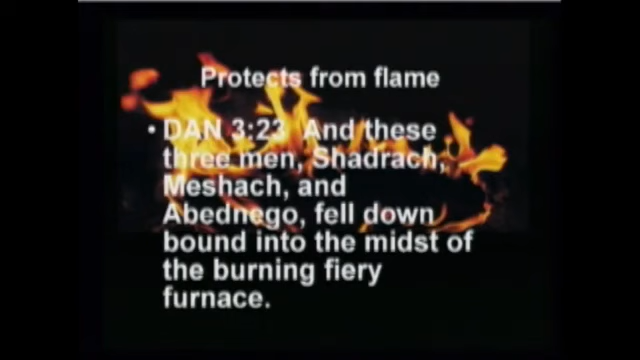 Protects from flame
• DAN 3:23 And these
three men, Shadrach,
Meshach, and
Abednego, fell down
bound into the midst of
the burning fiery
furnace.